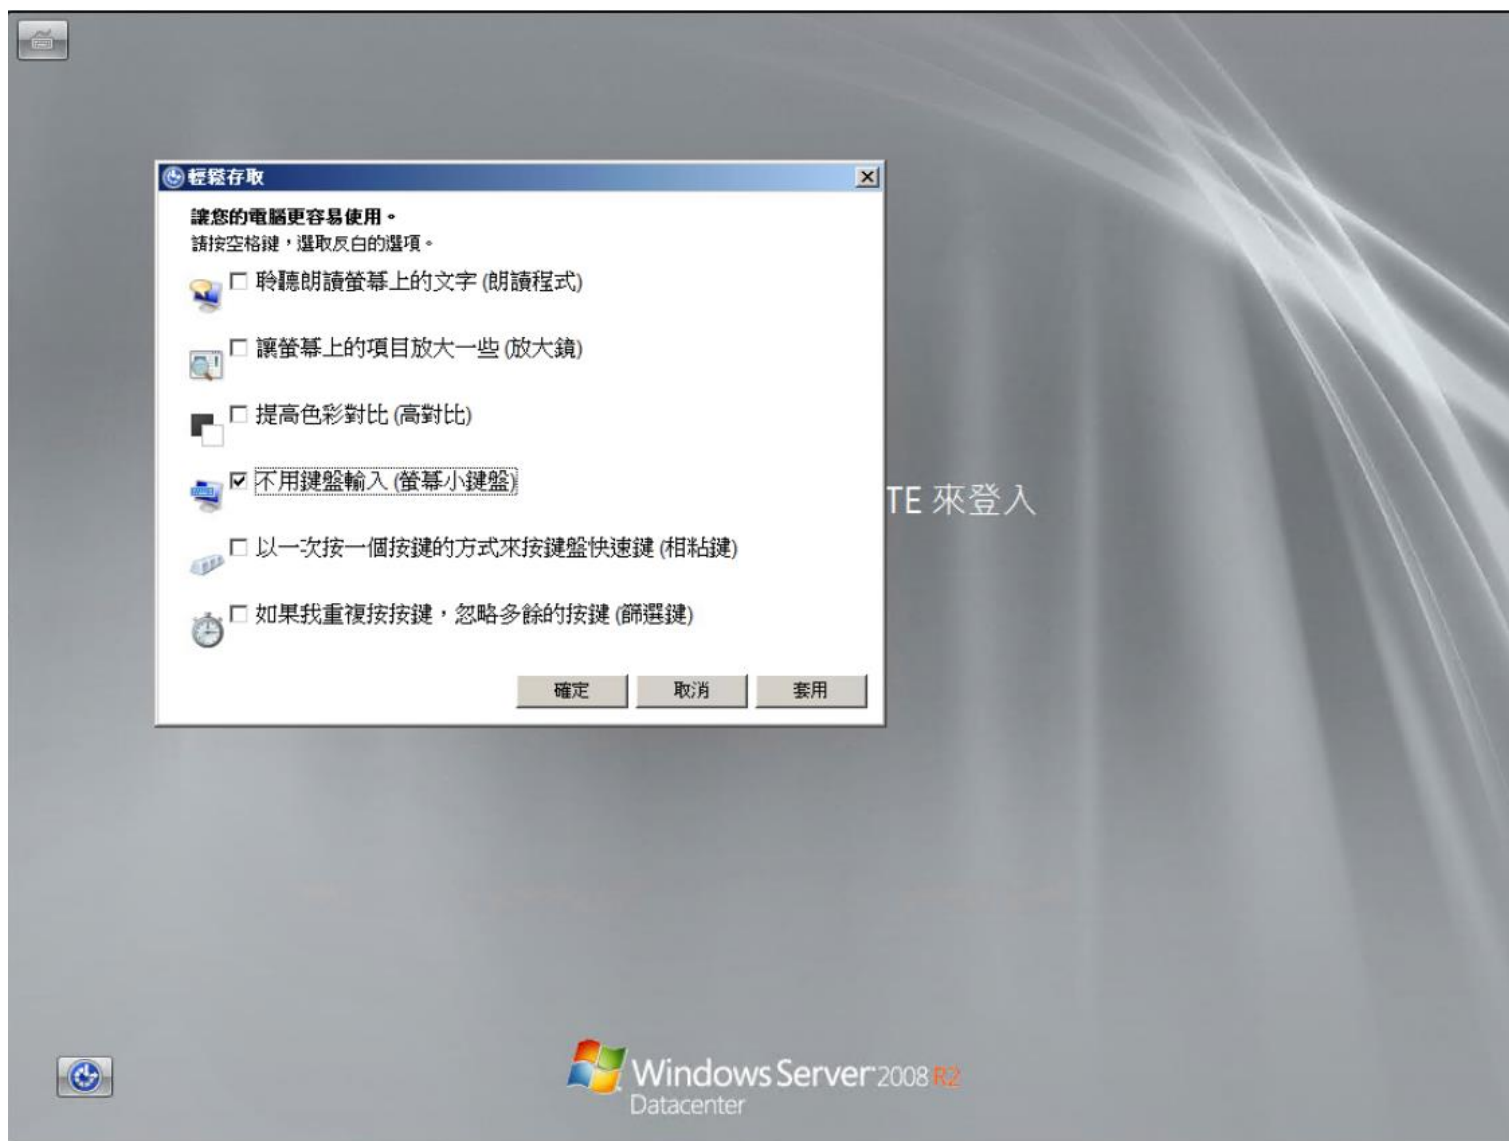 輕鬆存取
讓您的電腦更容易使用。
請按空格鍵，選取反白的選項。
聆聽朗讀螢幕上的文字 (朗讀程式)
讓螢幕上的項目放大一些 (放大鏡)
提高色彩對比 (高對比)
不用鍵盤輸入 (螢幕小鍵盤)
TE 來登入
以一次按一個按鍵的方式來按鍵盤快速鍵 (相黏鍵)
如果我重複按按鍵，忽略多餘的按鍵 (篩選鍵)
確定 取消 套用
Windows Server 2008 R2
Datacenter